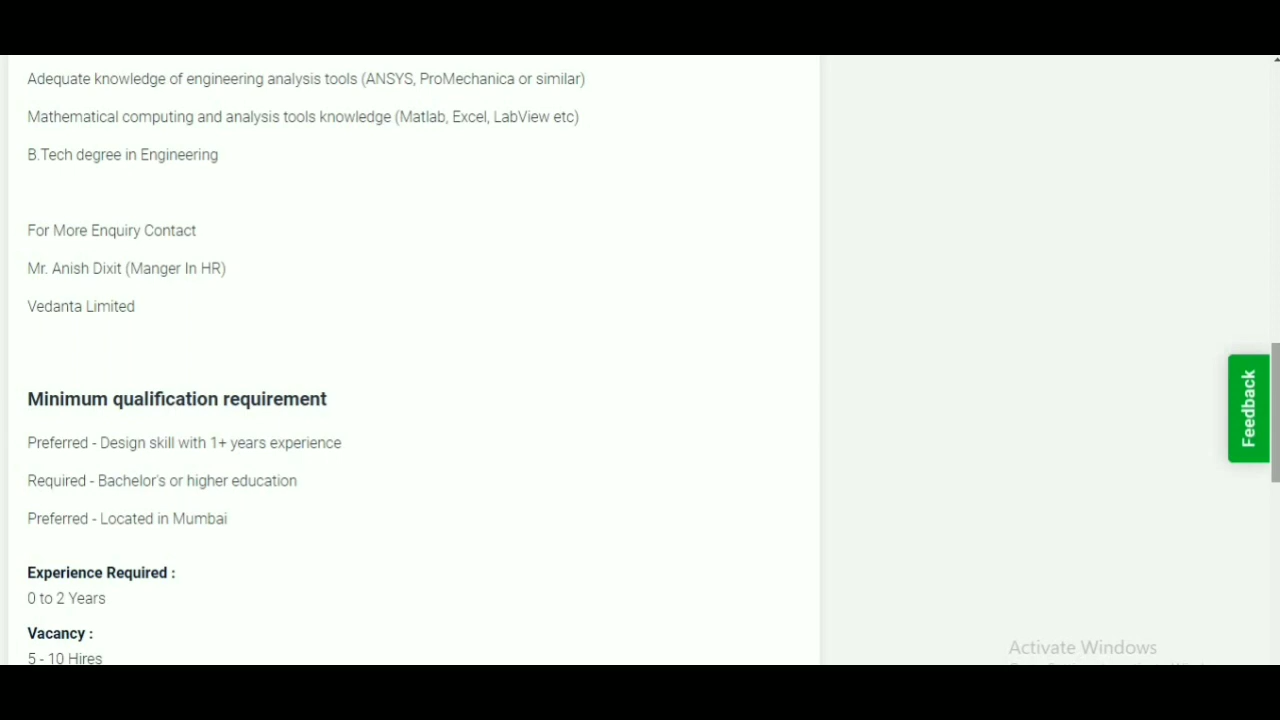 Adequate knowledge of engineering analysis tools (ANSYS, ProMechanica or similar)
Mathematical computing and analysis tools knowledge (Matlab, Excel, LabView etc)
B.Tech degree in Engineering
For More Enquiry Contact
Mr. Anish Dixit (Manger In HR)
Vedanta Limited
Minimum qualification requirement
Preferred - Design skill with 1+ years experience
Required - Bachelor's or higher education
Preferred - Located in Mumbai
Experience Required :
0 to 2 Years
Vacancy :
5 - 10 Hires
Feedback
Activate Windows